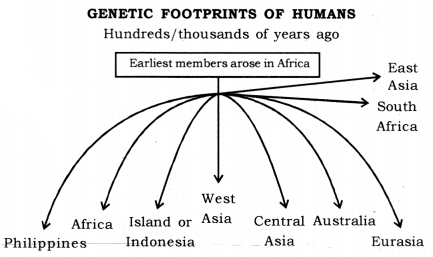 GENETIC FOOTPRINTS OF HUMANS
Hundreds/thousands of years ago
Earliest members arose in Africa
East
Asia
South
Africa
Philippines
Africa
Island or
Indonesia
West
Asia
Central
Asia
Australia
Eurasia